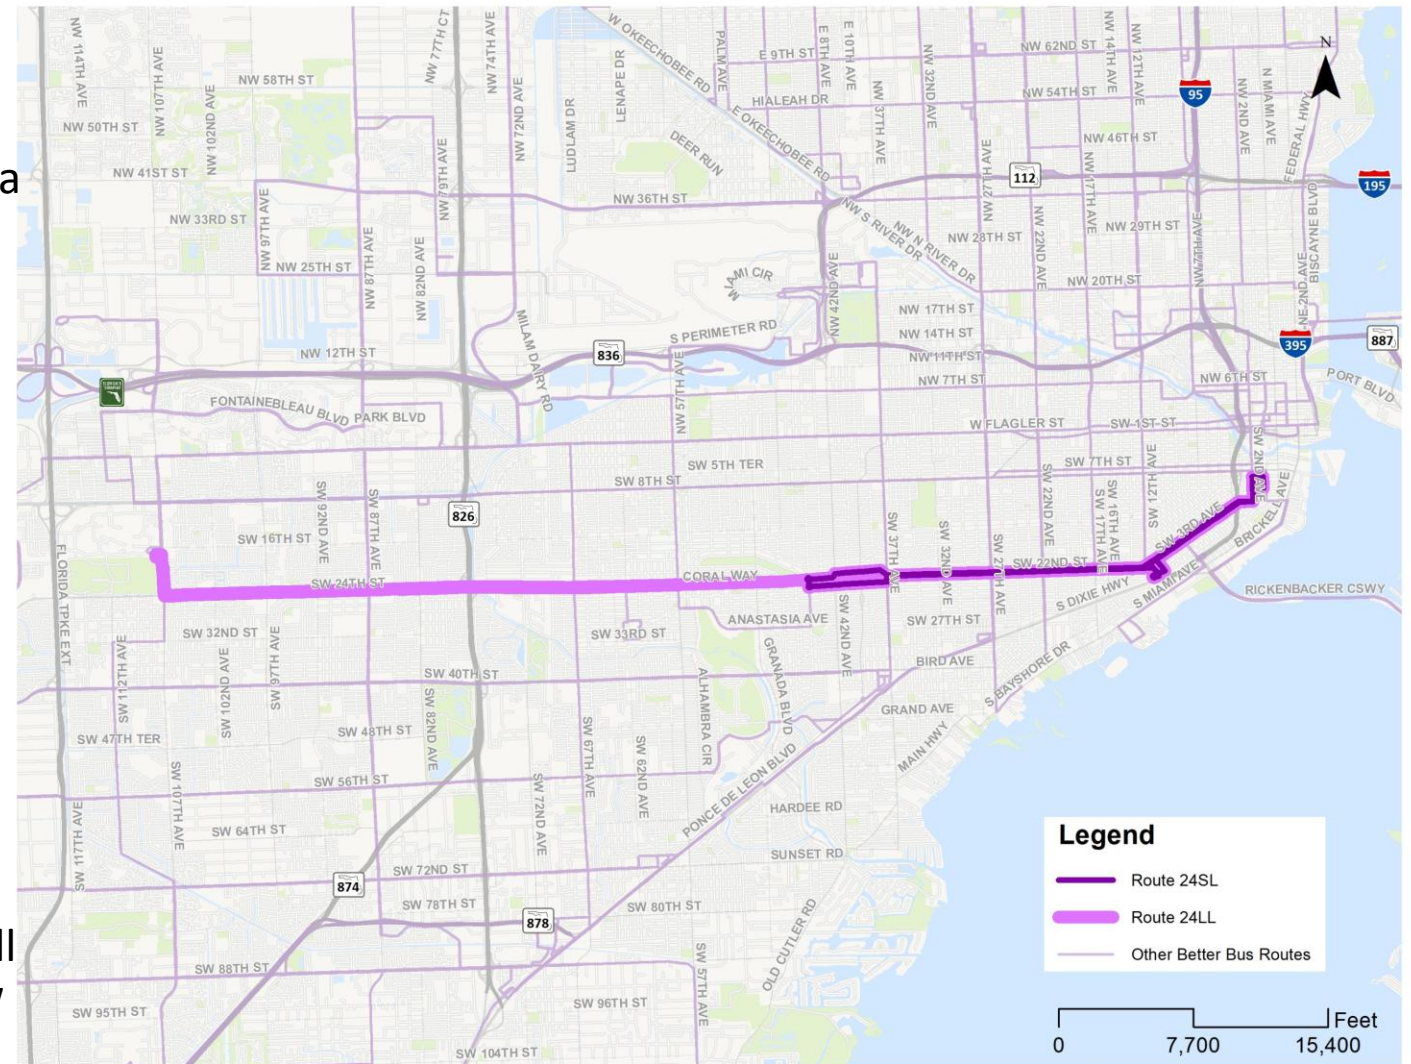 NW 114TH AVE
NW 107TH AVE
NW 58TH ST
NW 102ND AVE
NW 50TH ST
NW 41ST ST
NW 33RD ST
NW 97TH AVE
NW 25TH ST
NW 87TH AVE
NW 82ND AVE
NW 79TH AVE
NW 77TH CT
NW 74TH AVE
NW 72ND AVE
LUDLAM DR
LENAPE DR
W OKEECHOBEE RD
PALM AVE
E 9TH ST
E 8TH AVE
E 10TH AVE
HIALEAH DR
DEER RUN
E OKEECHOBEE RD
NW 37TH AVE
NW 32ND AVE
NW 62ND ST
NW 54TH ST
NW 14TH AVE
NW 12TH AVE
NW 46TH ST
95
N
NW 2ND AVE
N MIAMI AVE
FEDERAL HWY
195
112
NW 27TH AVE
NW 17TH AVE
NW 36TH ST
NW S RIVER DR
NW N RIVER DR
NW 28TH ST
NW 22ND AVE
NW 29TH ST
NW 7TH AVE
BISCAYNE BLVD
NE 2ND AVE
NW 20TH ST
MIAMI CIR
NW 42ND AVE
NW 17TH ST
NW 14TH ST
NW 11TH ST
NW 7TH ST
NW 6TH ST
395
887
PORT BLVD
S PERIMETER RD
836
MILAM DAIRY RD
NW 12TH ST
NW 57TH AVE
FONTAINEBLEAU BLVD
PARK BLVD
W FLAGLER ST
SW 1ST ST
SW 5TH TER
SW 7TH ST
SW 8TH ST
SW 2ND AVE
826
SW 92ND AVE
SW 87TH AVE
SW 16TH ST
SW 37TH AVE
SW 32ND AVE
SW 27TH AVE
SW 22ND AVE
SW 17TH AVE
SW 16TH AVE
SW 12TH AVE
SW 3RD AVE
BRICKELL AVE
FLORIDA TPKE EXT
SW 24TH ST
CORAL WAY
SW 22ND ST
S DIXIE HWY
S MIAMI AVE
RICKENBACKER CSWY
ANASTASIA AVE
SW 42ND AVE
SW 27TH ST
SW 32ND ST
SW 33RD ST
SW 112TH AVE
SW 102ND AVE
SW 97TH AVE
SW 40TH ST
BIRD AVE
S BAYSHORE DR
ALHAMBRA CIR
GRANADA BLVD
GRAND AVE
MAIN HWY
SW 82ND AVE
SW 47TH TER
SW 48TH ST
SW 67TH AVE
SW 62ND AVE
SW 72ND AVE
SW 56TH ST
PONCE DE LEON BLVD
HARDEE RD
SW 107TH AVE
SW 117TH AVE
SW 64TH ST
SUNSET RD
SW 72ND ST
874
SW 78TH ST
SW 80TH ST
878
OLD CUTLER RD
SW 88TH ST
SW 57TH AVE
SW 95TH ST
SW 96TH ST
SW 104TH ST
Legend
Route 24SL
Route 24LL
Other Better Bus Routes
Feet
0 7,700 15,400
a
ll